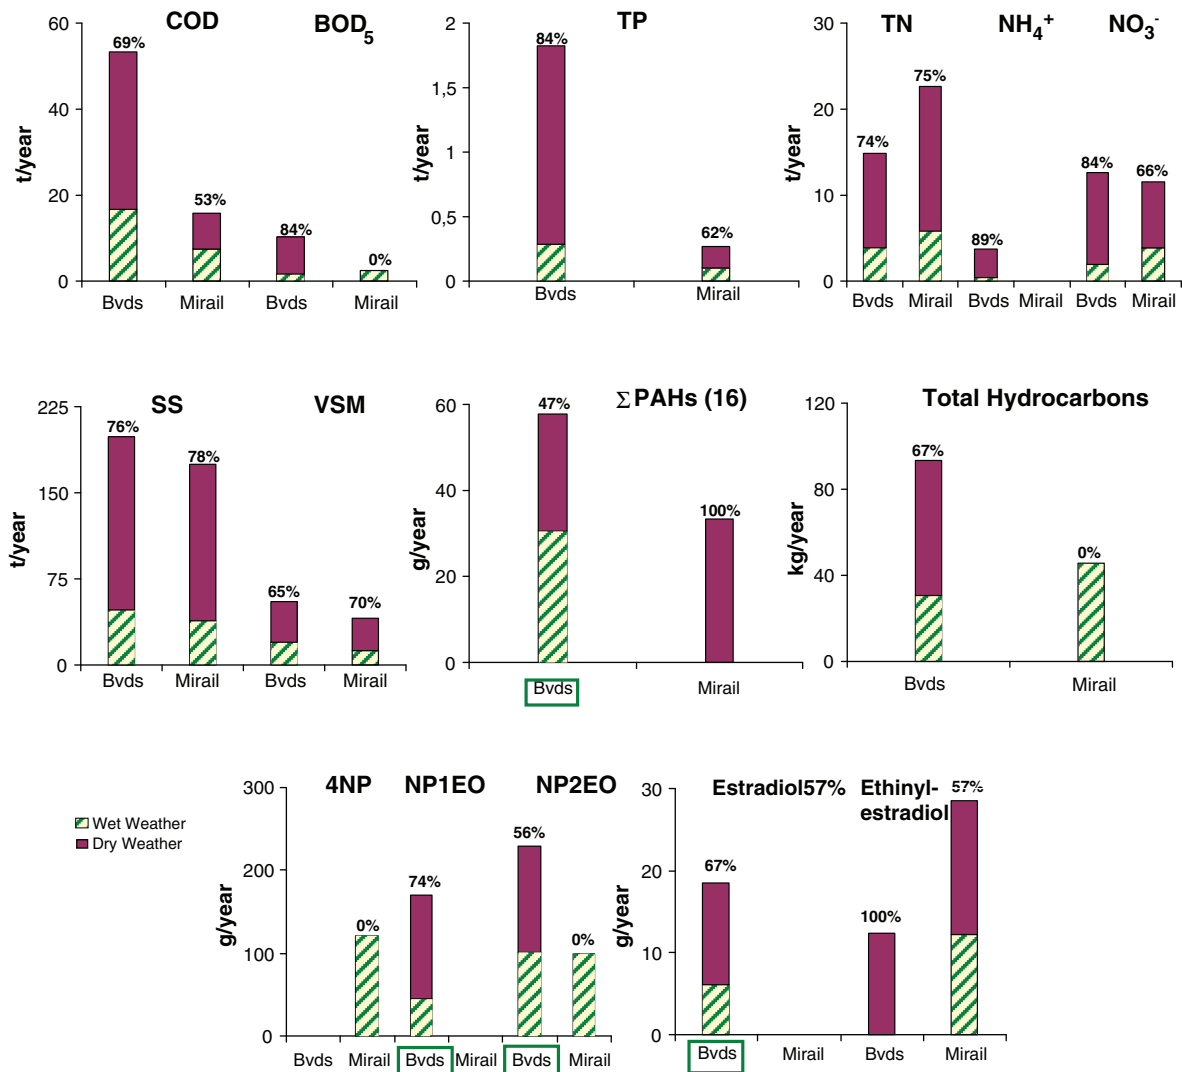 COD
BOD5
t/year
60
40
20
0
69%
53%
84%
0%
Bvds Mirail Bvds Mirail
TP
t/year
2
1,5
1
0,5
0
84%
62%
Bvds Mirail
TN
NH4+
NO3-
t/year
30
20
10
0
74%
75%
89%
84%
66%
Bvds Mirail Bvds Mirail Bvds Mirail
SS
VSM
t/year
225
150
75
0
76%
78%
65%
70%
Bvds Mirail Bvds Mirail
ΣPAHs (16)
g/year
60
40
20
0
47%
100%
Bvds Mirail
Total Hydrocarbons
kg/year
120
80
40
0
67%
0%
Bvds Mirail
Wet Weather
Dry Weather
4NP
NP1EO
NP2EO
g/year
300
200
100
0
0%
74%
56%
0%
Bvds Mirail Bvds Mirail Bvds Mirail
Estradiol57%
Ethinyl-
estradiol
g/year
30
20
10
0
67%
100%
57%
Bvds Mirail Bvds Mirail